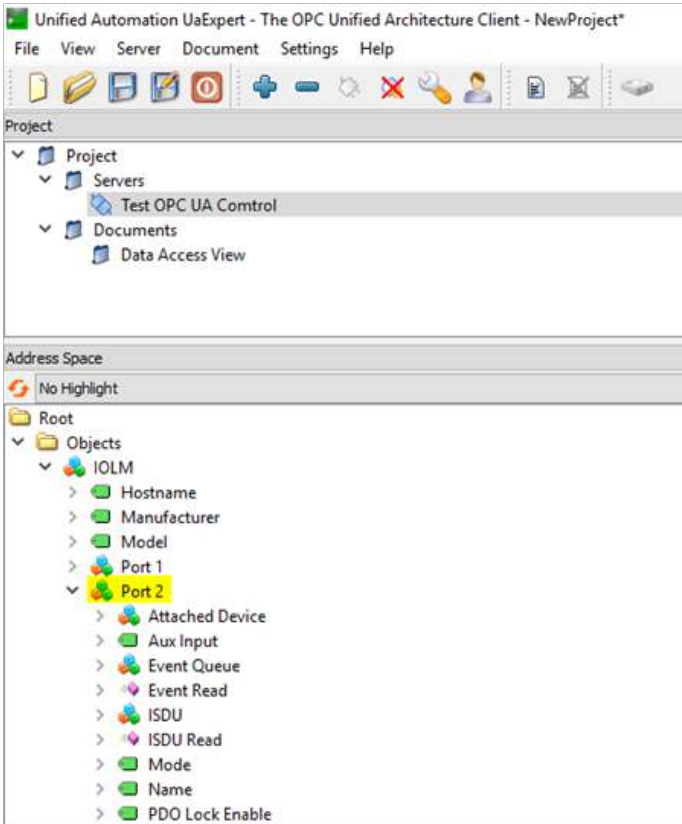 Unified Automation UaExpert - The OPC Unified Architecture Client - NewProject*
File View Server Document Settings Help
Project
Project
Servers
Test OPC UA Comtrol
Documents
Data Access View
Address Space
No Highlight
Root
Objects
IOLM
Hostname
Manufacturer
Model
Port 1
Port 2
Attached Device
Aux Input
Event Queue
Event Read
ISDU
ISDU Read
Mode
Name
PDO Lock Enable